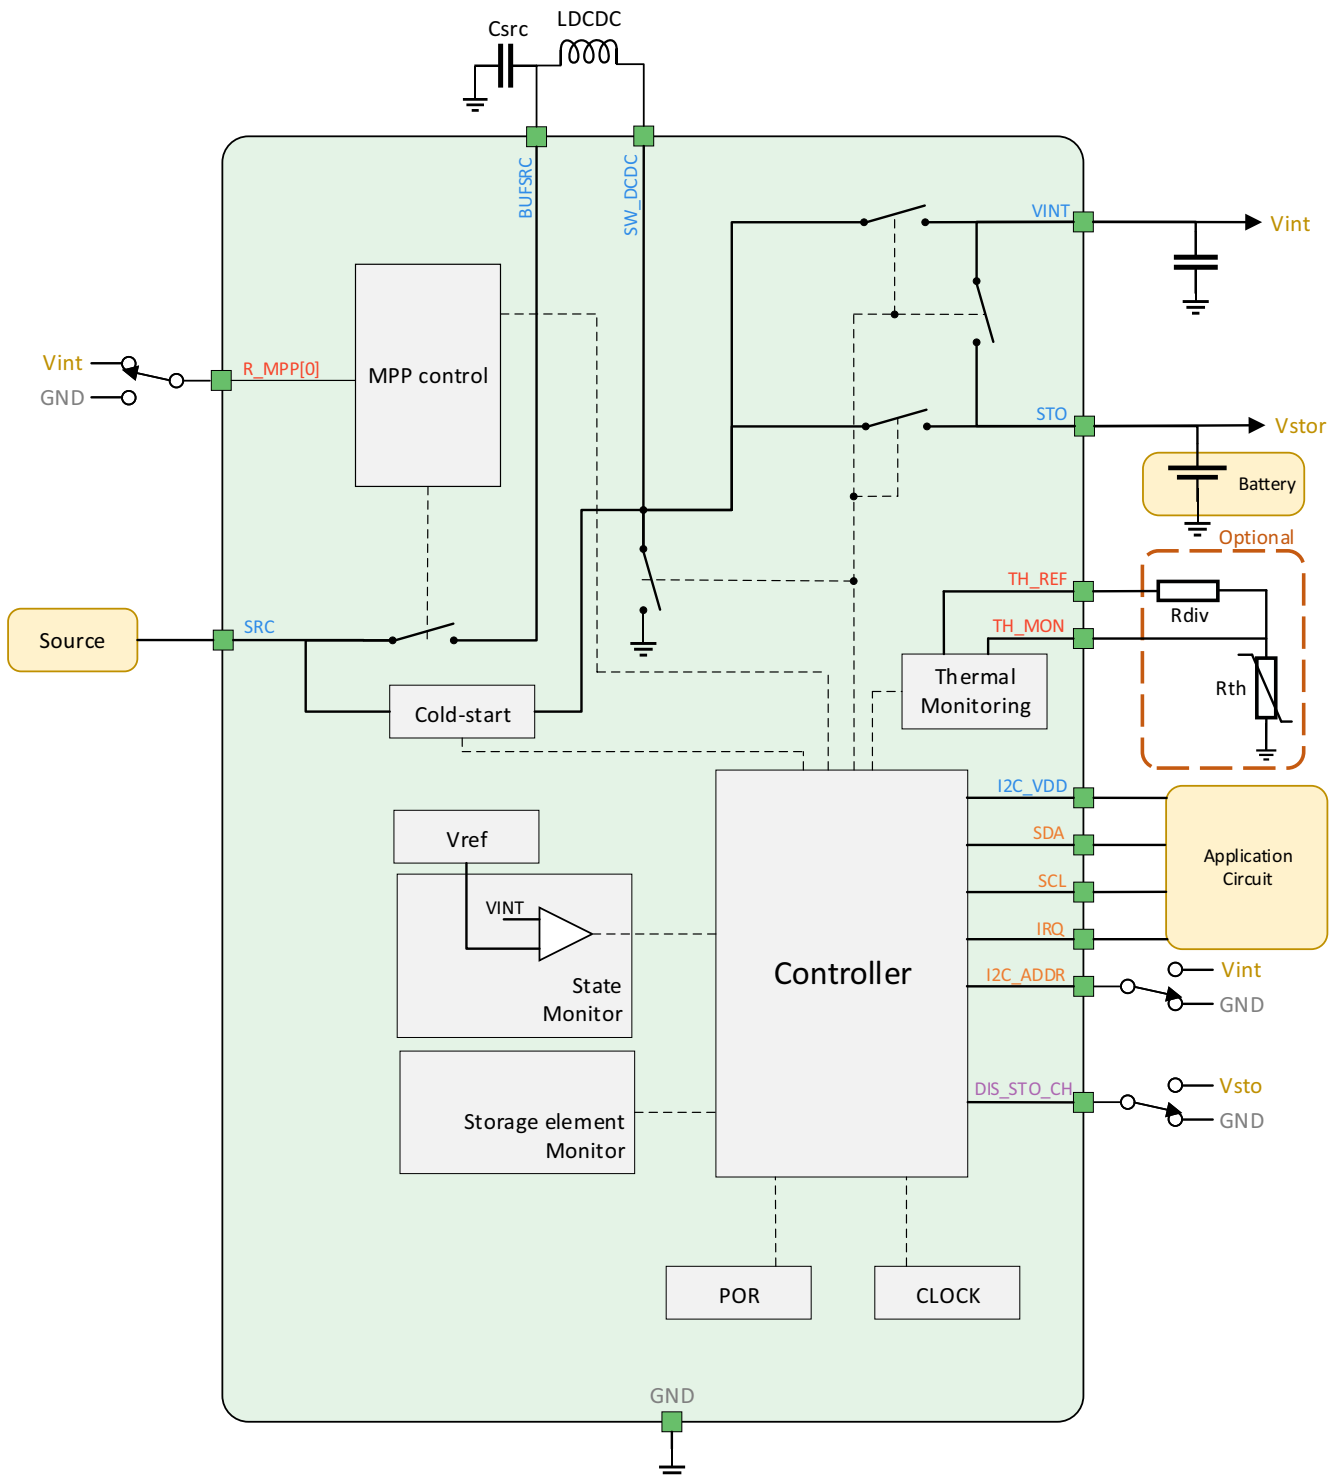 LDCDC
Csrc
BUFSRC
SW_DCDC
VINT
Vint
Vint
R_MPP[0]
GND
MPP control
STO
Vstor
Battery
Optional
TH_REF
Rdiv
SRC
Source
TH_MON
Thermal
Monitoring
Rth
Cold-start
I2C_VDD
SDA
SCL
IRQ
I2C_ADDR
Application
Circuit
Vref
VINT
State
Monitor
Controller
Vint
GND
Storage element
Monitor
DIS_STO_CH
Vsto
GND
POR
CLOCK
GND